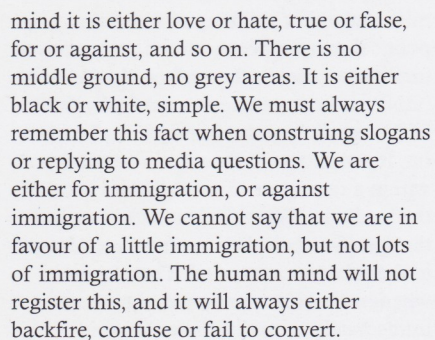 mind it is either love or hate, true or false,
for or against, and so on. There is no
middle ground, no grey areas. It is either
black or white, simple. We must always
remember this fact when construing slogans
or replying to media questions. We are
either for immigration, or against
immigration. We cannot say that we are in
favour of a little immigration, but not lots
of immigration. The human mind will not
register this, and it will always either
backfire, confuse or fail to convert.